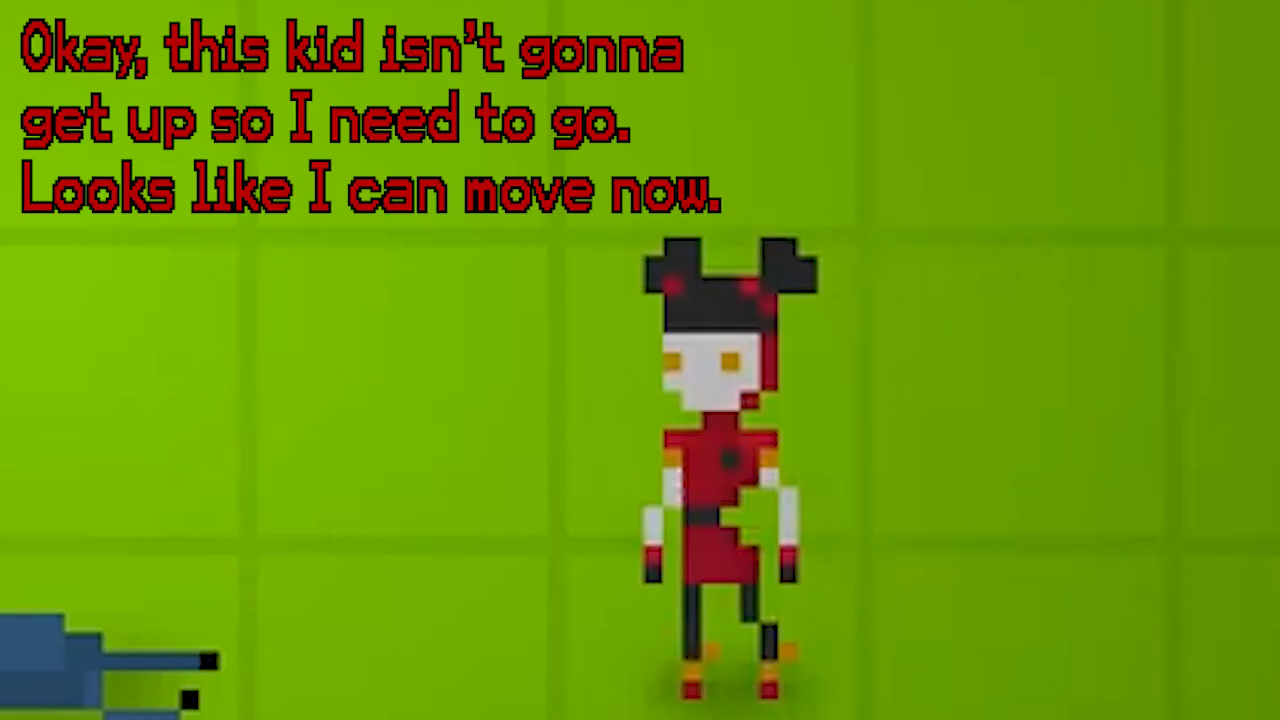 Okay, this kid isn't gonna
get up so I need to go.
Looks like I can move now.